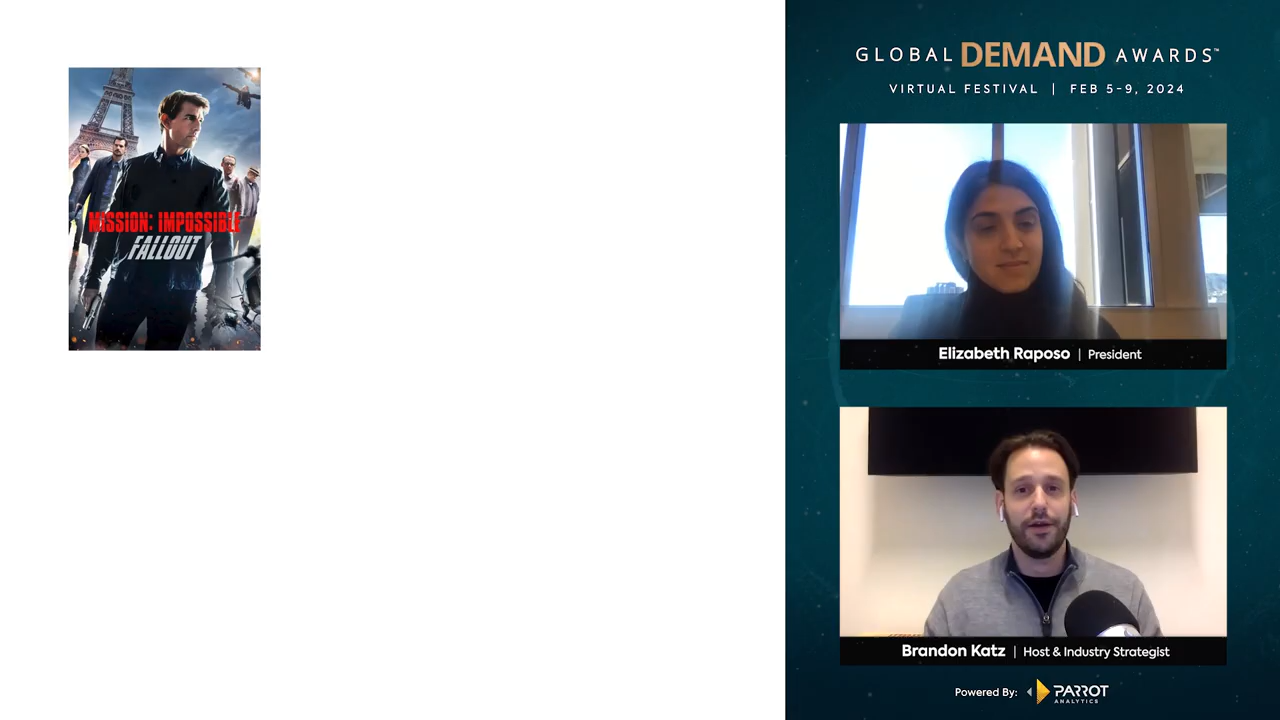 MISSION: IMPOSSIBLE
FALLOUT
GLOBAL DEMAND AWARDS™
VIRTUAL FESTIVAL | FEB 5-9, 2024
Elizabeth Raposo | President
Brandon Katz | Host & Industry Strategist
Powered By: PARROT
ANALYTICS